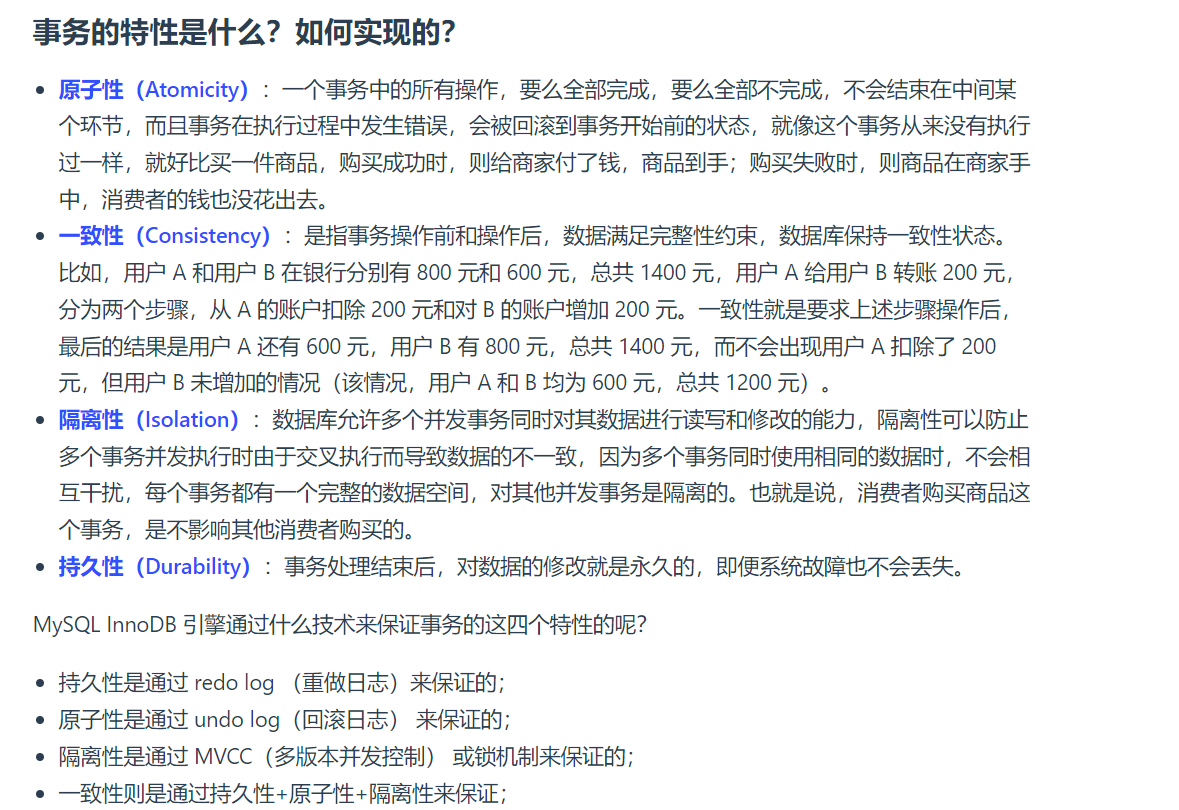 事务的特性是什么？如何实现的？
原子性（Atomicity）：一个事务中的所有操作，要么全部完成，要么全部不完成，不会结束在中间某
个环节，而且事务在执行过程中发生错误，会被回滚到事务开始前的状态，就像这个事务从来没有执行
过一样，就好比买一件商品，购买成功时，则给商家付了钱，商品到手；购买失败时，则商品在商家手
中，消费者的钱也没花出去。
一致性（Consistency）：是指事务操作前和操作后，数据满足完整性约束，数据库保持一致性状态。
比如，用户 A 和用户 B 在银行分别有 800 元和 600 元，总共 1400 元，用户 A 给用户 B 转账 200 元，
分为两个步骤，从 A 的账户扣除 200 元和对 B 的账户增加 200 元。一致性就是要求上述步骤操作后，
最后的结果是用户 A 还有 600 元，用户 B 有 800 元，总共 1400 元，而不会出现用户 A 扣除了 200
元，但用户 B 未增加的情况（该情况，用户 A 和 B 均为 600 元，总共 1200 元）。
隔离性（Isolation）：数据库允许多个并发事务同时对其数据进行读写和修改的能力，隔离性可以防止
多个事务并发执行时由于交叉执行而导致数据的不一致，因为多个事务同时使用相同的数据时，不会相
互干扰，每个事务都有一个完整的数据空间，对其他并发事务是隔离的。也就是说，消费者购买商品这
个事务，是不影响其他消费者购买的。
持久性（Durability）：事务处理结束后，对数据的修改就是永久的，即便系统故障也不会丢失。
MySQL InnoDB 引擎通过什么技术来保证事务的这四个特性的呢？
持久性是通过 redo log （重做日志）来保证的；
原子性是通过 undo log（回滚日志） 来保证的；
隔离性是通过 MVCC（多版本并发控制） 或锁机制来保证的；
一致性则是通过持久性+原子性+隔离性来保证；